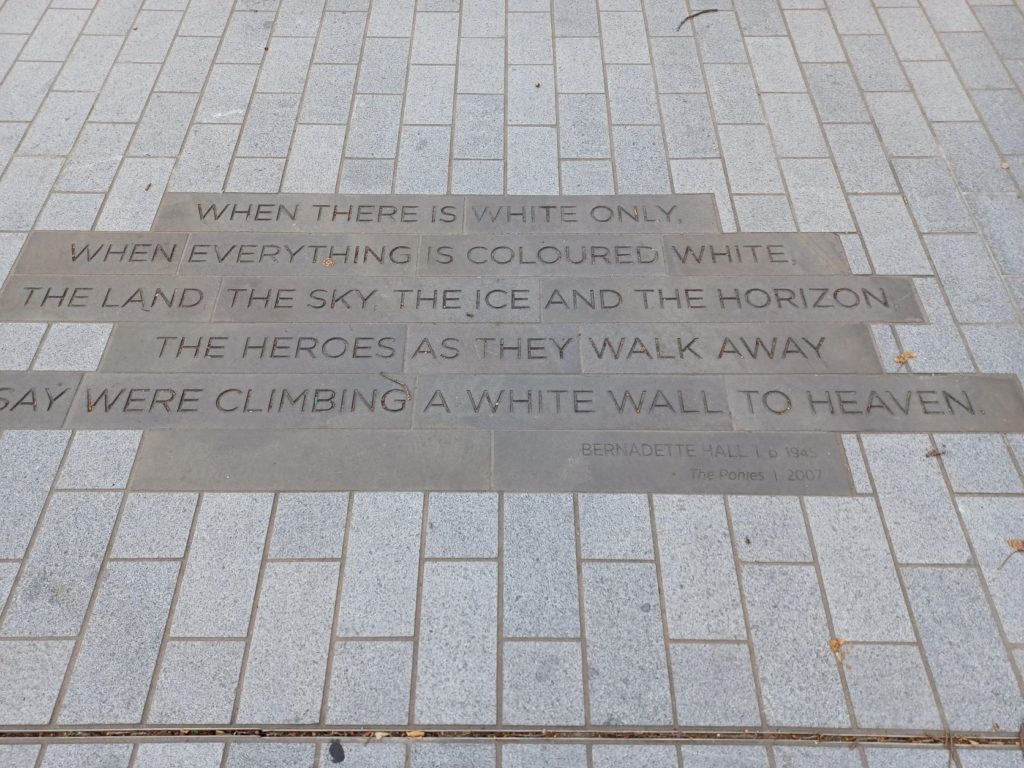 WHEN THERE IS WHITE ONLY,
WHEN EVERYTHING IS COLOURED WHITE,
THE LAND THE SKY THE ICE AND THE HORIZON.
THE HEROES AS THEY WALK AWAY
SAY WERE CLIMBING A WHITE WALL TO HEAVEN.
BERNADETTE HALL | b 1945
The Ponies | 2007